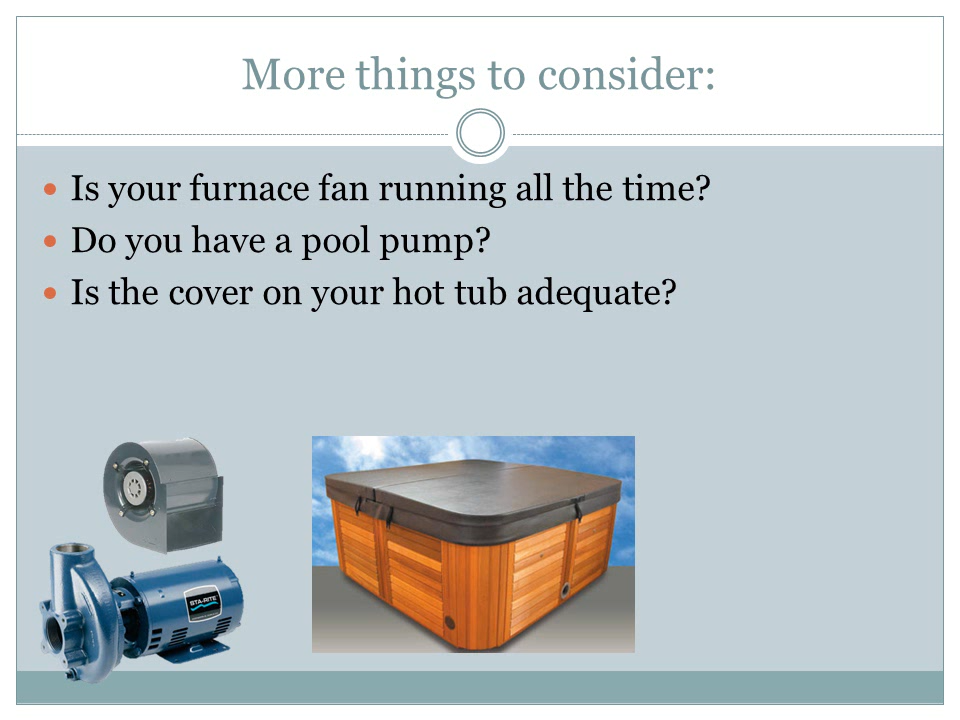 More things to consider:
Is your furnace fan running all the time?
Do you have a pool pump?
Is the cover on your hot tub adequate?
STA-RITE